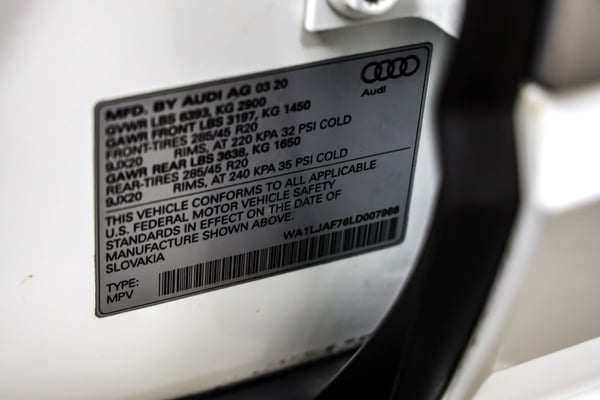 MFD. BY AUDI AG 03 20
GVWR LBS 6393, KG 2900
GAWR FRONT LBS 3197, KG 1450
FRONT-TIRES 285/45 R20
9JX20 RIMS, AT 220 KPA 32 PSI COLD
GAWR REAR LBS 3638, KG 1650
REAR-TIRES 285/45 R20
9JX20 RIMS, AT 240 KPA 35 PSI COLD
Audi
THIS VEHICLE CONFORMS TO ALL APPLICABLE
U.S. FEDERAL MOTOR VEHICLE SAFETY
STANDARDS IN EFFECT ON THE DATE OF
MANUFACTURE SHOWN ABOVE.
SLOVAKIA WA1LJAF76LD007966
TYPE:
MPV